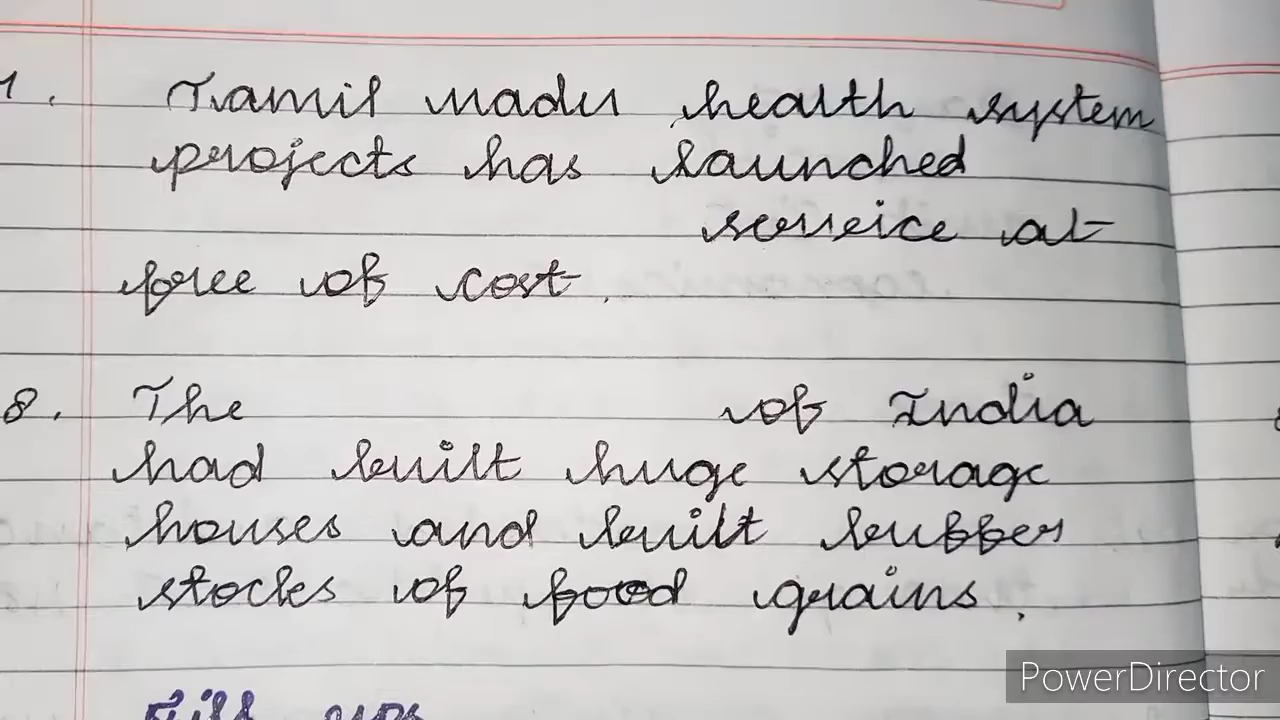 7. Tamil nadu health system
projects has launched
service at
free of cost.
8. The of India
had built huge storage
houses and built buffer
stocks of food grains.
Fill ups
PowerDirector